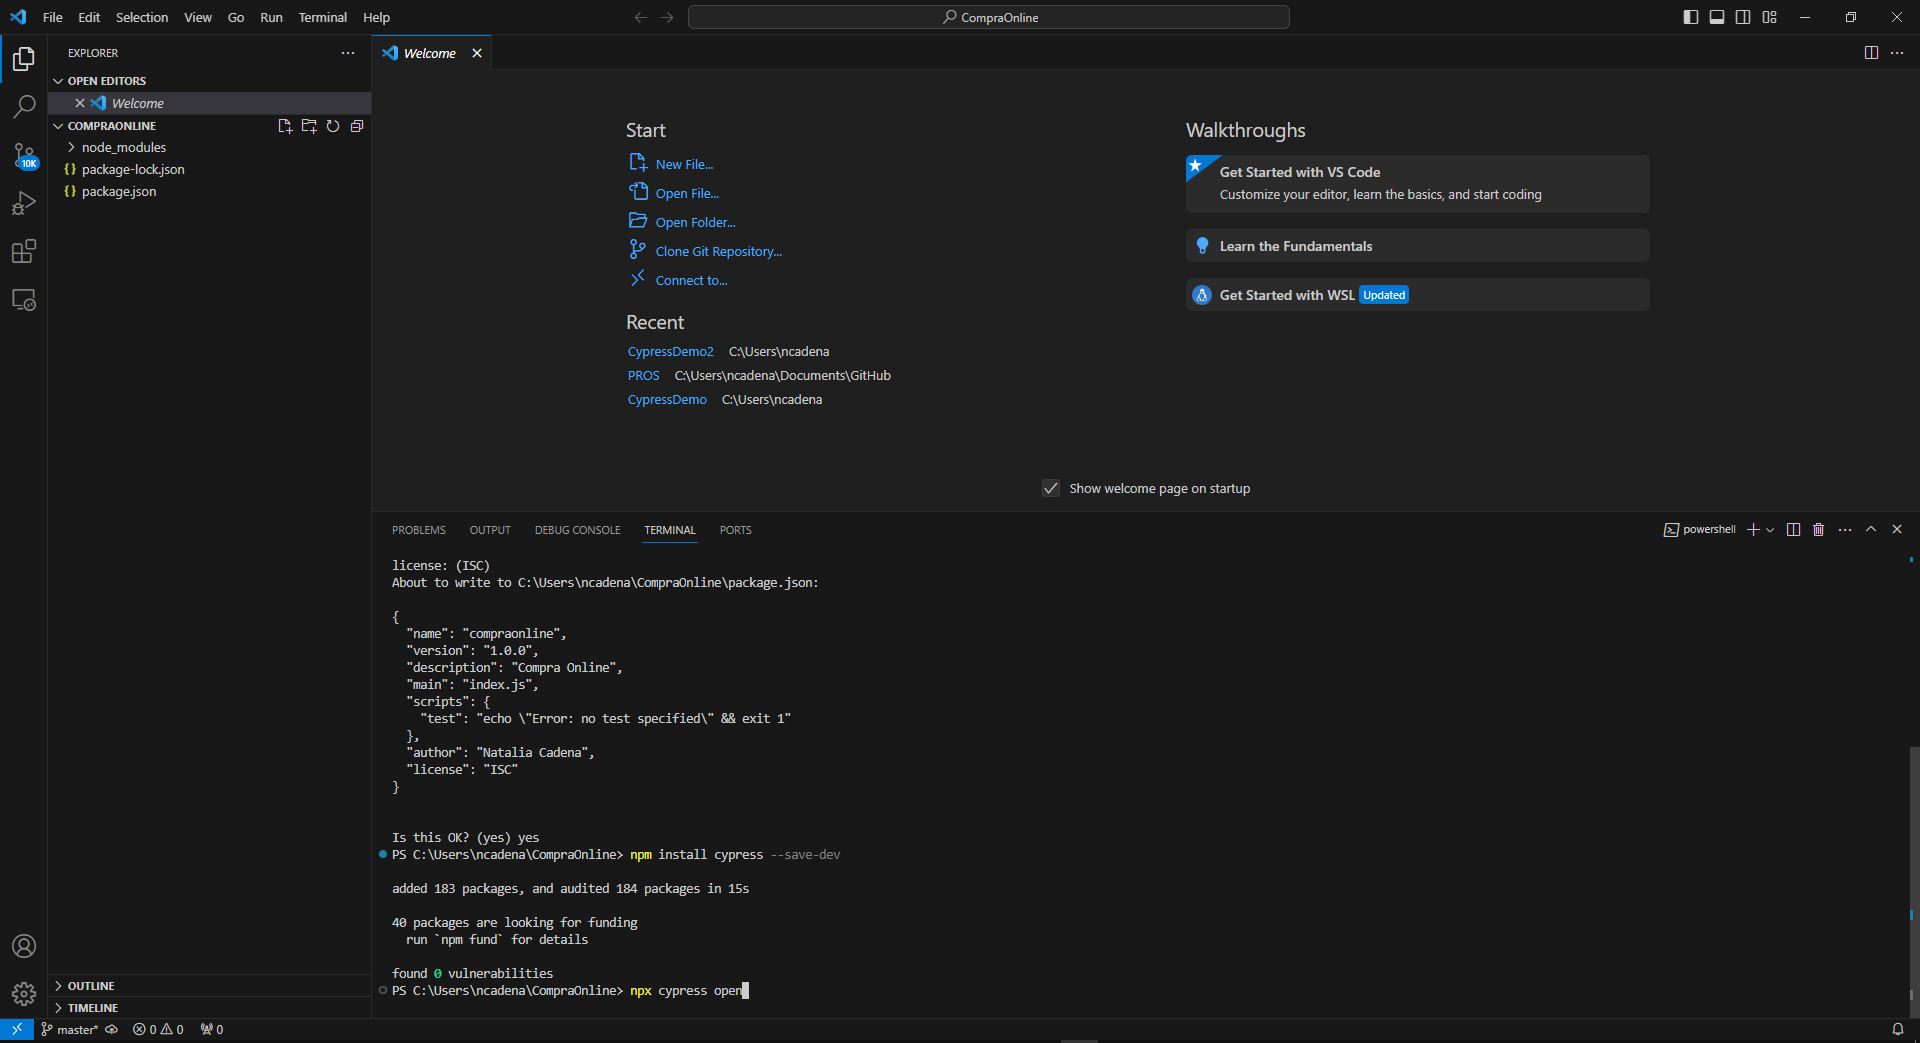 File Edit Selection View Go Run Terminal Help
CompraOnline
EXPLORER
OPEN EDITORS
Welcome
COMPRAONLINE
node_modules
package-lock.json
package.json
10K
OUTLINE
TIMELINE
Welcome
Start
New File...
Open File...
Open Folder...
Clone Git Repository...
Connect to...
Recent
CypressDemo2 C:\Users\ncadena
PROS C:\Users\ncadena\Documents\GitHub
CypressDemo C:\Users\ncadena
Walkthroughs
Get Started with VS Code
Customize your editor, learn the basics, and start coding
Learn the Fundamentals
Get Started with WSL Updated
Show welcome page on startup
PROBLEMS OUTPUT DEBUG CONSOLE TERMINAL PORTS
powershell
license: (ISC)
About to write to C:\Users\ncadena\CompraOnline\package.json:
{
"name": "compraonline",
"version": "1.0.0",
"description": "Compra Online",
"main": "index.js",
"scripts": {
"test": "echo \"Error: no test specified\" && exit 1"
},
"author": "Natalia Cadena",
"license": "ISC"
}
Is this OK? (yes) yes
PS C:\Users\ncadena\CompraOnline> npm install cypress --save-dev
added 183 packages, and audited 184 packages in 15s
40 packages are looking for funding
run `npm fund` for details
found 0 vulnerabilities
PS C:\Users\ncadena\CompraOnline> npx cypress open
master* 0 0 0